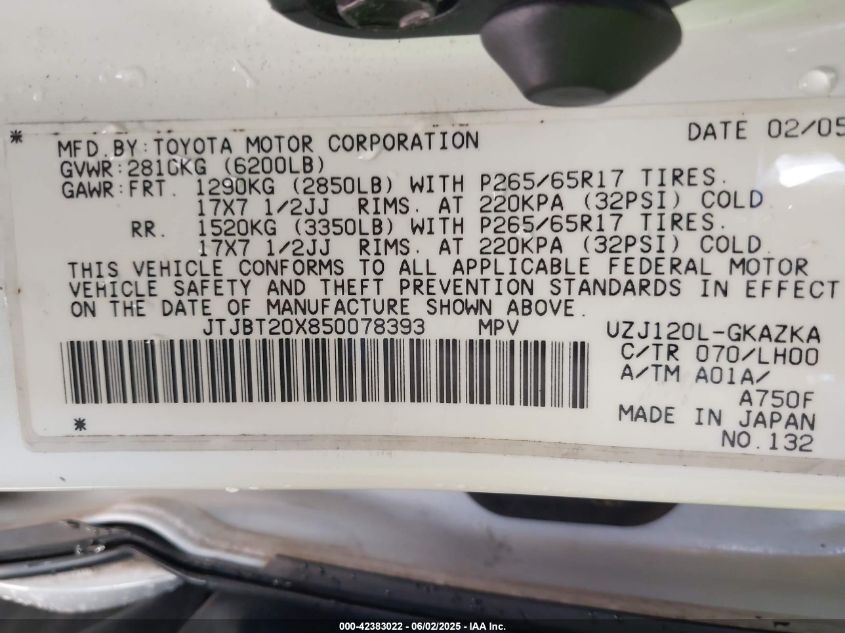 * MFD.BY:TOYOTA MOTOR CORPORATION DATE 02/05
GVWR:2810KG (6200LB)
GAWR:FRT. 1290KG (2850LB) WITH P265/65R17 TIRES.
17X7 1/2JJ RIMS. AT 220KPA (32PSI) COLD
RR. 1520KG (3350LB) WITH P265/65R17 TIRES.
17X7 1/2JJ RIMS. AT 220KPA (32PSI) COLD.
THIS VEHICLE CONFORMS TO ALL APPLICABLE FEDERAL MOTOR
VEHICLE SAFETY AND THEFT PREVENTION STANDARDS IN EFFECT
ON THE DATE OF MANUFACTURE SHOWN ABOVE.
JTJBT20X850078393 MPV UZJ120L-GKAZKA
C/TR 070/LH00
A/TM A01A/
A750F
* MADE IN JAPAN
NO.132
000-42383022 - 06/02/2025 - IAA Inc.